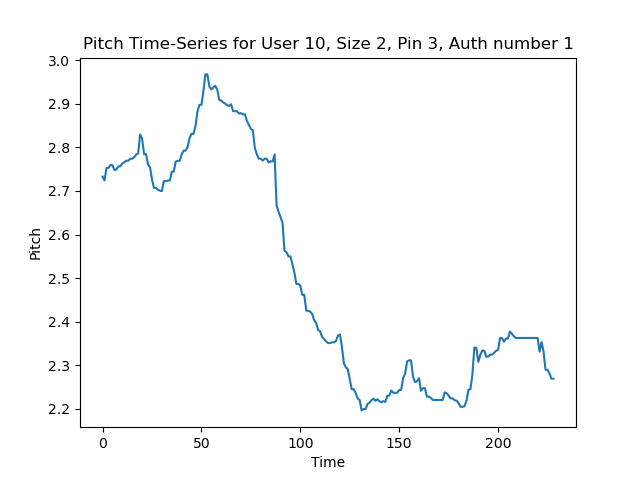 Pitch Time-Series for User 10, Size 2, Pin 3, Auth number 1
3.0
2.9
2.8
2.7
2.6
2.5
2.4
2.3
2.2
Pitch
0 50 100 150 200
Time